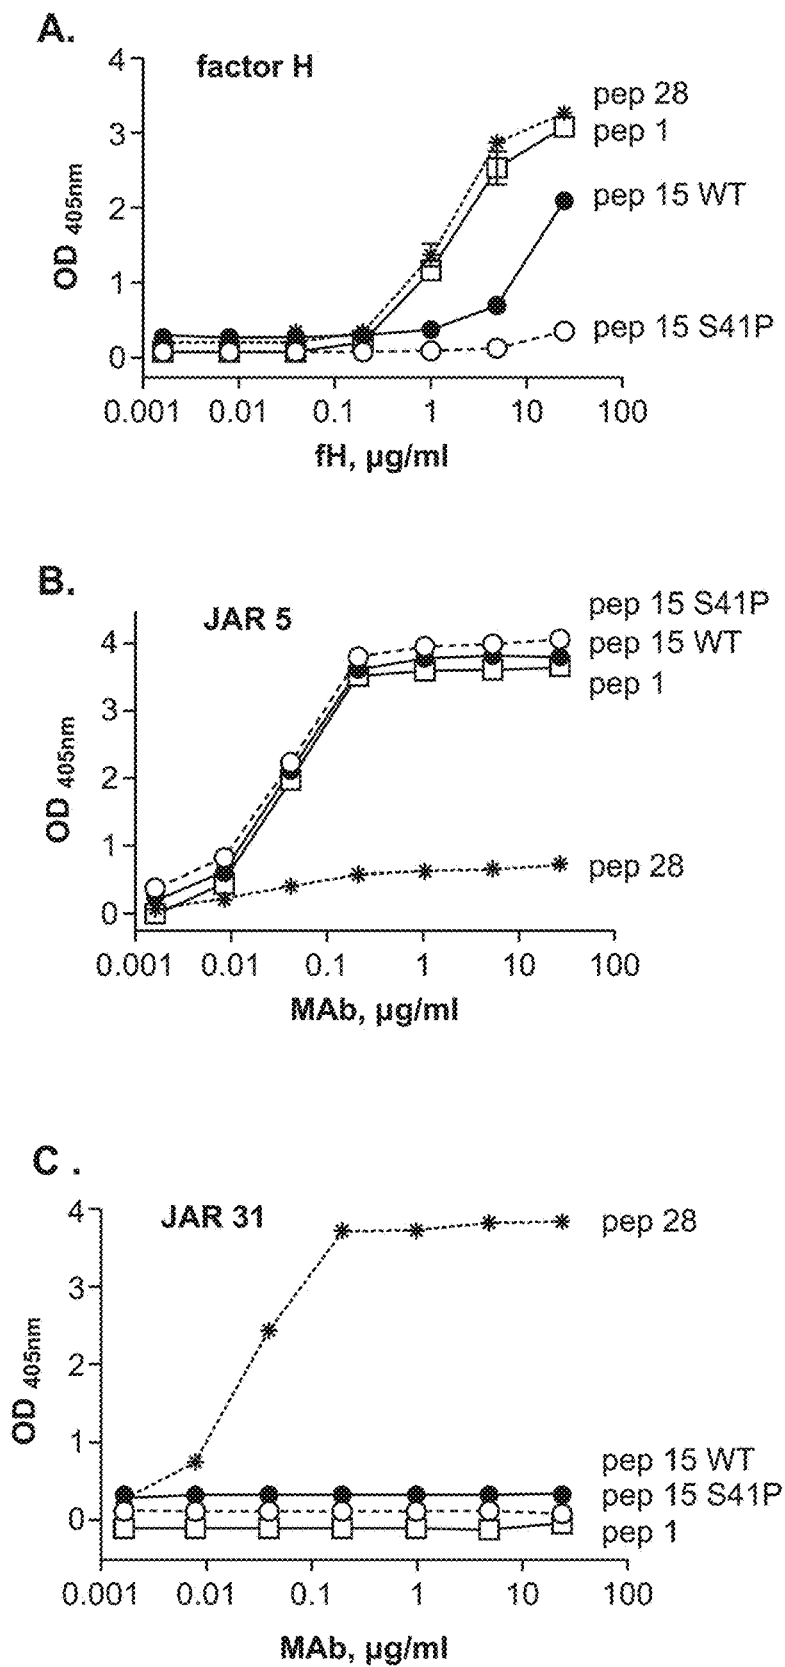 A.
factor H
4
3
2
1
0
OD 405nm
pep 28
pep 1
pep 15 WT
pep 15 S41P
0.001 0.01 0.1 1 10 100
fH, µg/ml
B.
JAR 5
4
3
2
1
0
OD 405nm
pep 15 S41P
pep 15 WT
pep 1
pep 28
0.001 0.01 0.1 1 10 100
MAb, µg/ml
C .
JAR 31
4
3
2
1
0
OD 405nm
pep 28
pep 15 WT
pep 15 S41P
pep 1
0.001 0.01 0.1 1 10 100
MAb, µg/ml